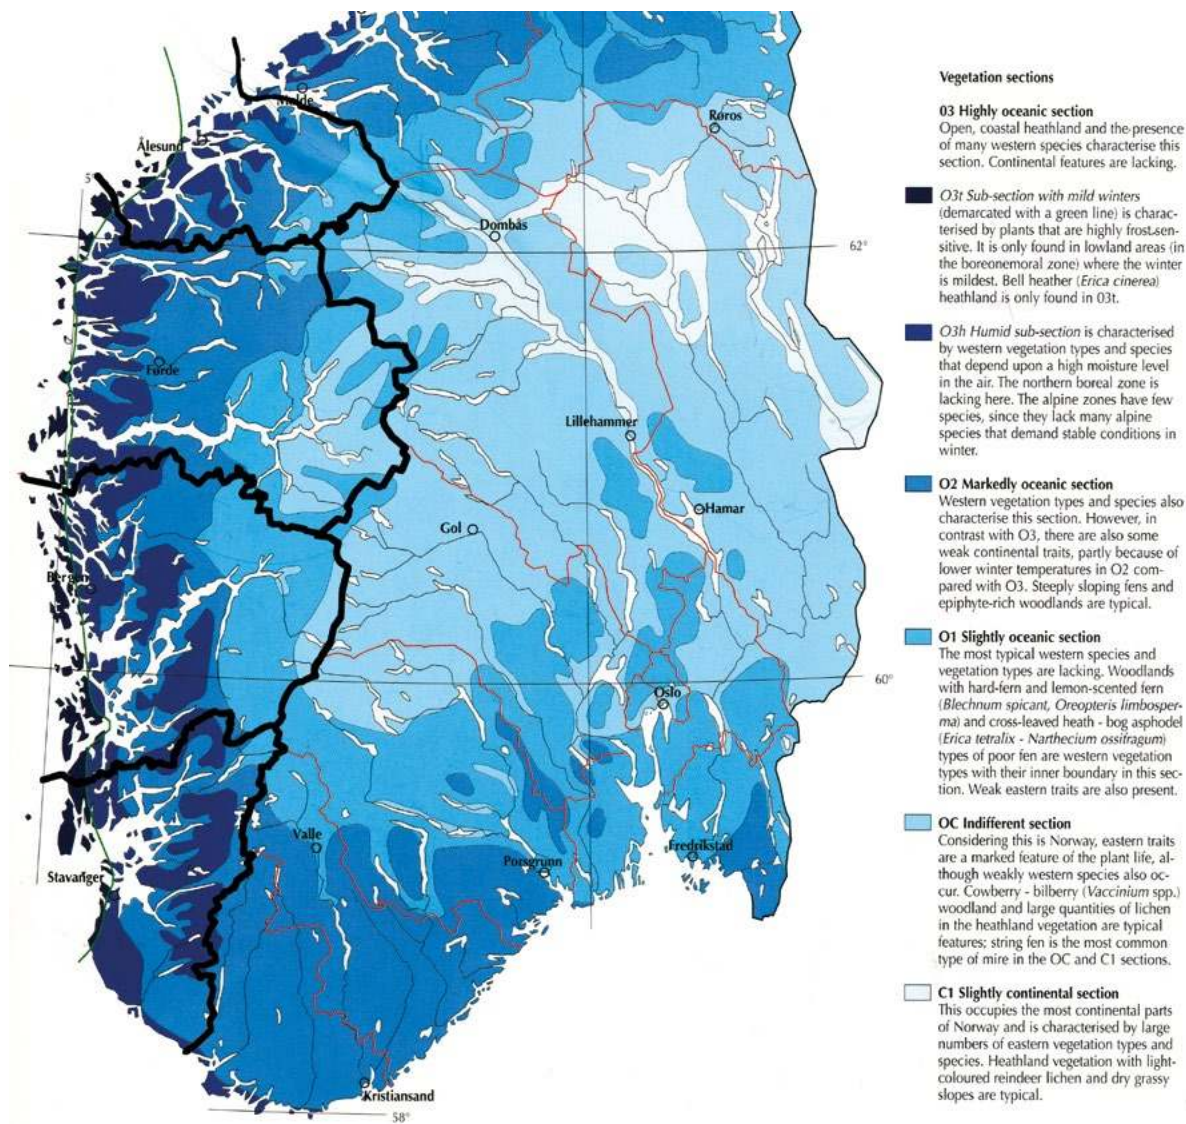 Molde
Ålesund
5
Røros
Dombås
62°
Førde
Lillehammer
Gol
Hamar
Bergen
60°
Oslo
Valle
Porsgrunn
Fredrikstad
Stavanger
Kristiansand
58°
Vegetation sections
03 Highly oceanic section
Open, coastal heathland and the presence
of many western species characterise this
section. Continental features are lacking.
O3t Sub-section with mild winters
(demarcated with a green line) is charac-
terised by plants that are highly frost-sen-
sitive. It is only found in lowland areas (in
the boreonemoral zone) where the winter
is mildest. Bell heather (Erica cinerea)
heathland is only found in 03t.
O3h Humid sub-section is characterised
by western vegetation types and species
that depend upon a high moisture level
in the air. The northern boreal zone is
lacking here. The alpine zones have few
species, since they lack many alpine
species that demand stable conditions in
winter.
O2 Markedly oceanic section
Western vegetation types and species also
characterise this section. However, in
contrast with O3, there are also some
weak continental traits, partly because of
lower winter temperatures in O2 com-
pared with O3. Steeply sloping fens and
epiphyte-rich woodlands are typical.
O1 Slightly oceanic section
The most typical western species and
vegetation types are lacking. Woodlands
with hard-fern and lemon-scented fern
(Blechnum spicant, Oreopteris limbosper-
ma) and cross-leaved heath - bog asphodel
(Erica tetralix - Narthecium ossifragum)
types of poor fen are western vegetation
types with their inner boundary in this sec-
tion. Weak eastern traits are also present.
OC Indifferent section
Considering this is Norway, eastern traits
are a marked feature of the plant life, al-
though weakly western species also oc-
cur. Cowberry - bilberry (Vaccinium spp.)
woodland and large quantities of lichen
in the heathland vegetation are typical
features; string fen is the most common
type of mire in the OC and C1 sections.
C1 Slightly continental section
This occupies the most continental parts
of Norway and is characterised by large
numbers of eastern vegetation types and
species. Heathland vegetation with light-
coloured reindeer lichen and dry grassy
slopes are typical.